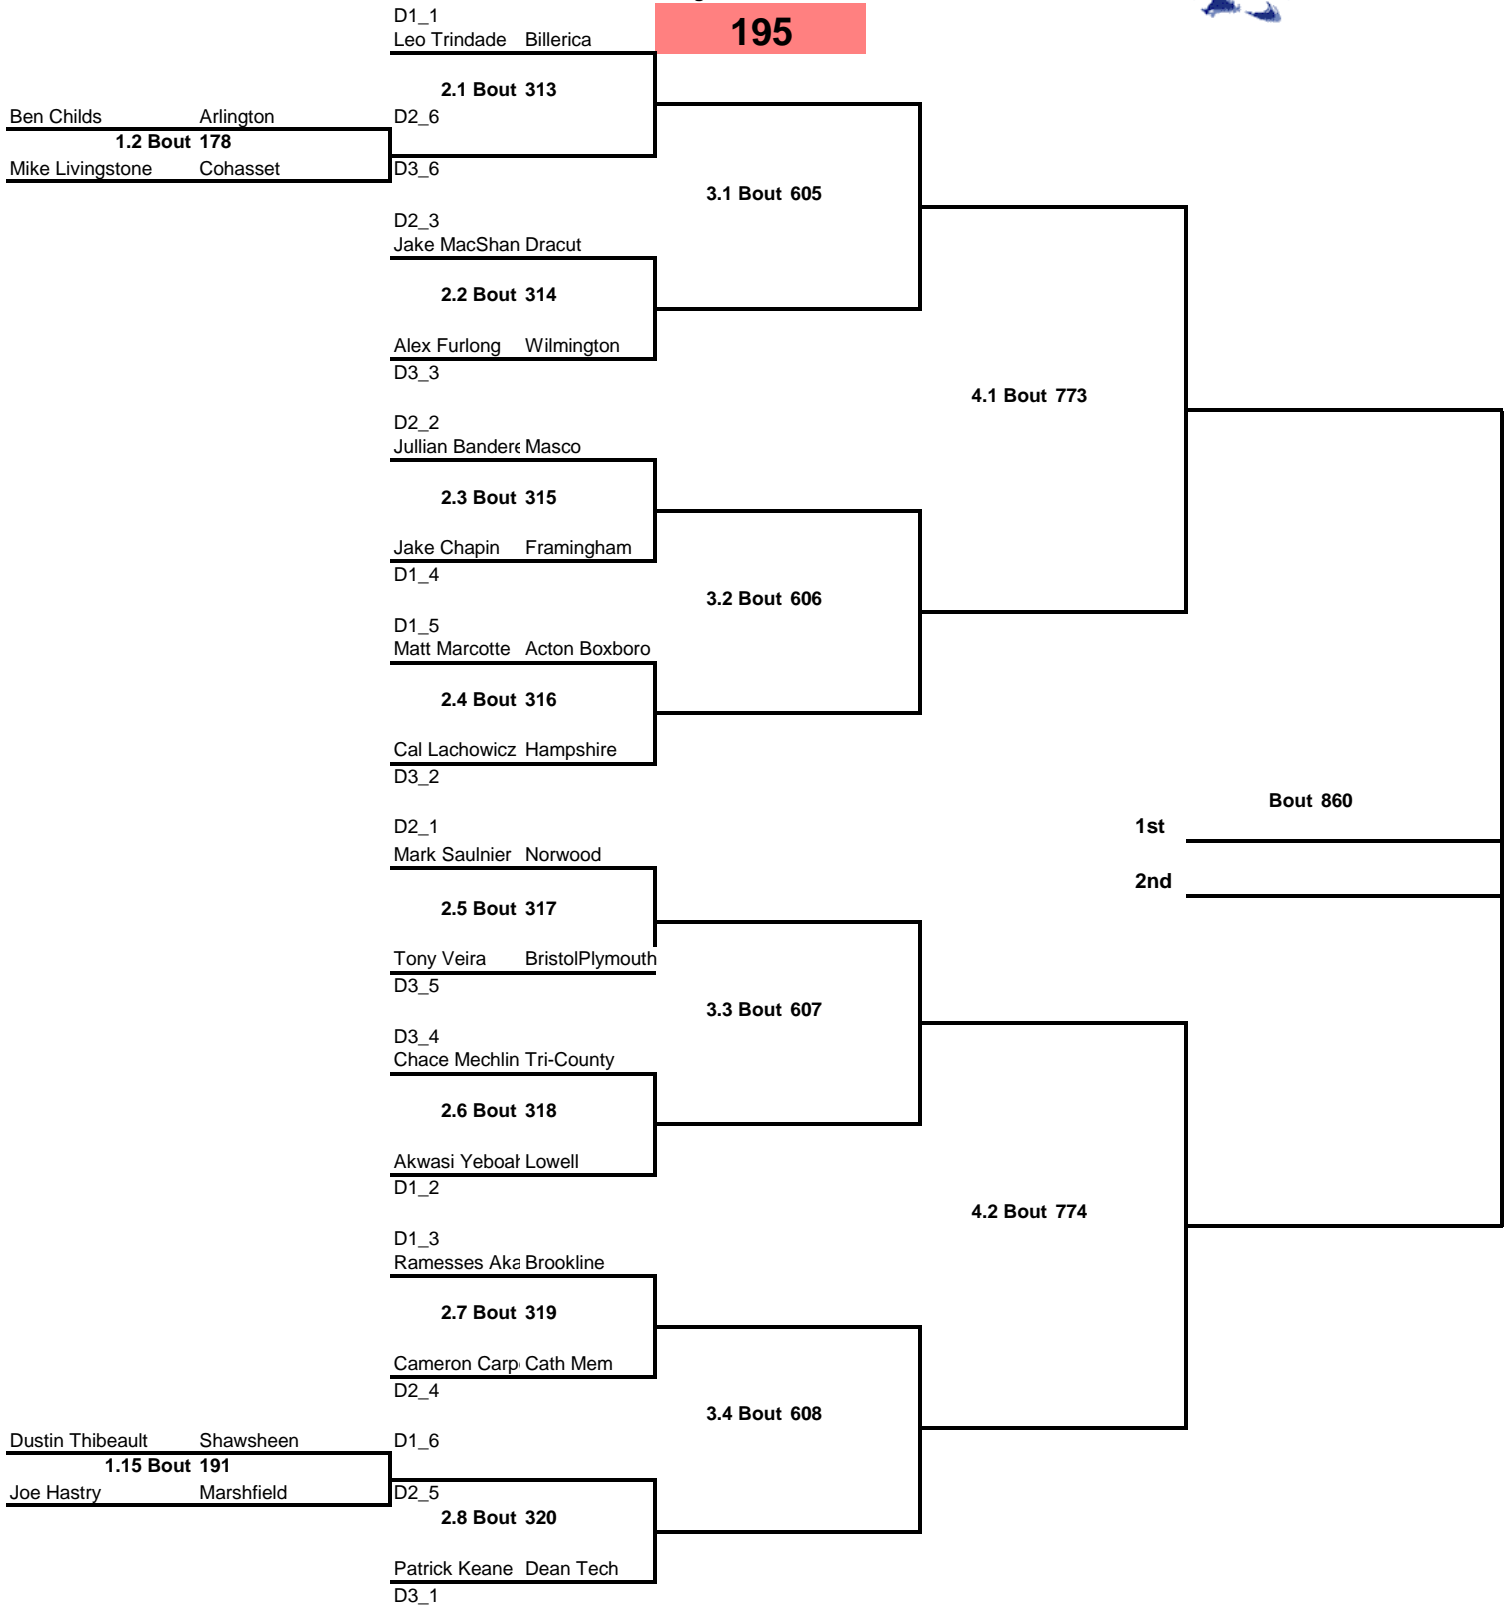 D1_1
Leo Trindade Billerica
195
2.1 Bout 313
Ben Childs Arlington
D2_6
1.2 Bout 178
Mike Livingstone Cohasset
D3_6
3.1 Bout 605
D2_3
Jake MacShan Dracut
2.2 Bout 314
Alex Furlong Wilmington
D3_3
4.1 Bout 773
D2_2
Jullian Bandere Masco
2.3 Bout 315
Jake Chapin Framingham
D1_4
3.2 Bout 606
D1_5
Matt Marcotte Acton Boxboro
2.4 Bout 316
Cal Lachowicz Hampshire
D3_2
Bout 860
1st
D2_1
Mark Saulnier Norwood
2nd
2.5 Bout 317
Tony Veira BristolPlymouth
D3_5
3.3 Bout 607
D3_4
Chace Mechlin Tri-County
2.6 Bout 318
Akwasi Yeboah Lowell
D1_2
4.2 Bout 774
D1_3
Ramesses Aka Brookline
2.7 Bout 319
Cameron Carp Cath Mem
D2_4
3.4 Bout 608
Dustin Thibeault Shawsheen
D1_6
1.15 Bout 191
Joe Hastry Marshfield
D2_5
2.8 Bout 320
Patrick Keane Dean Tech
D3_1